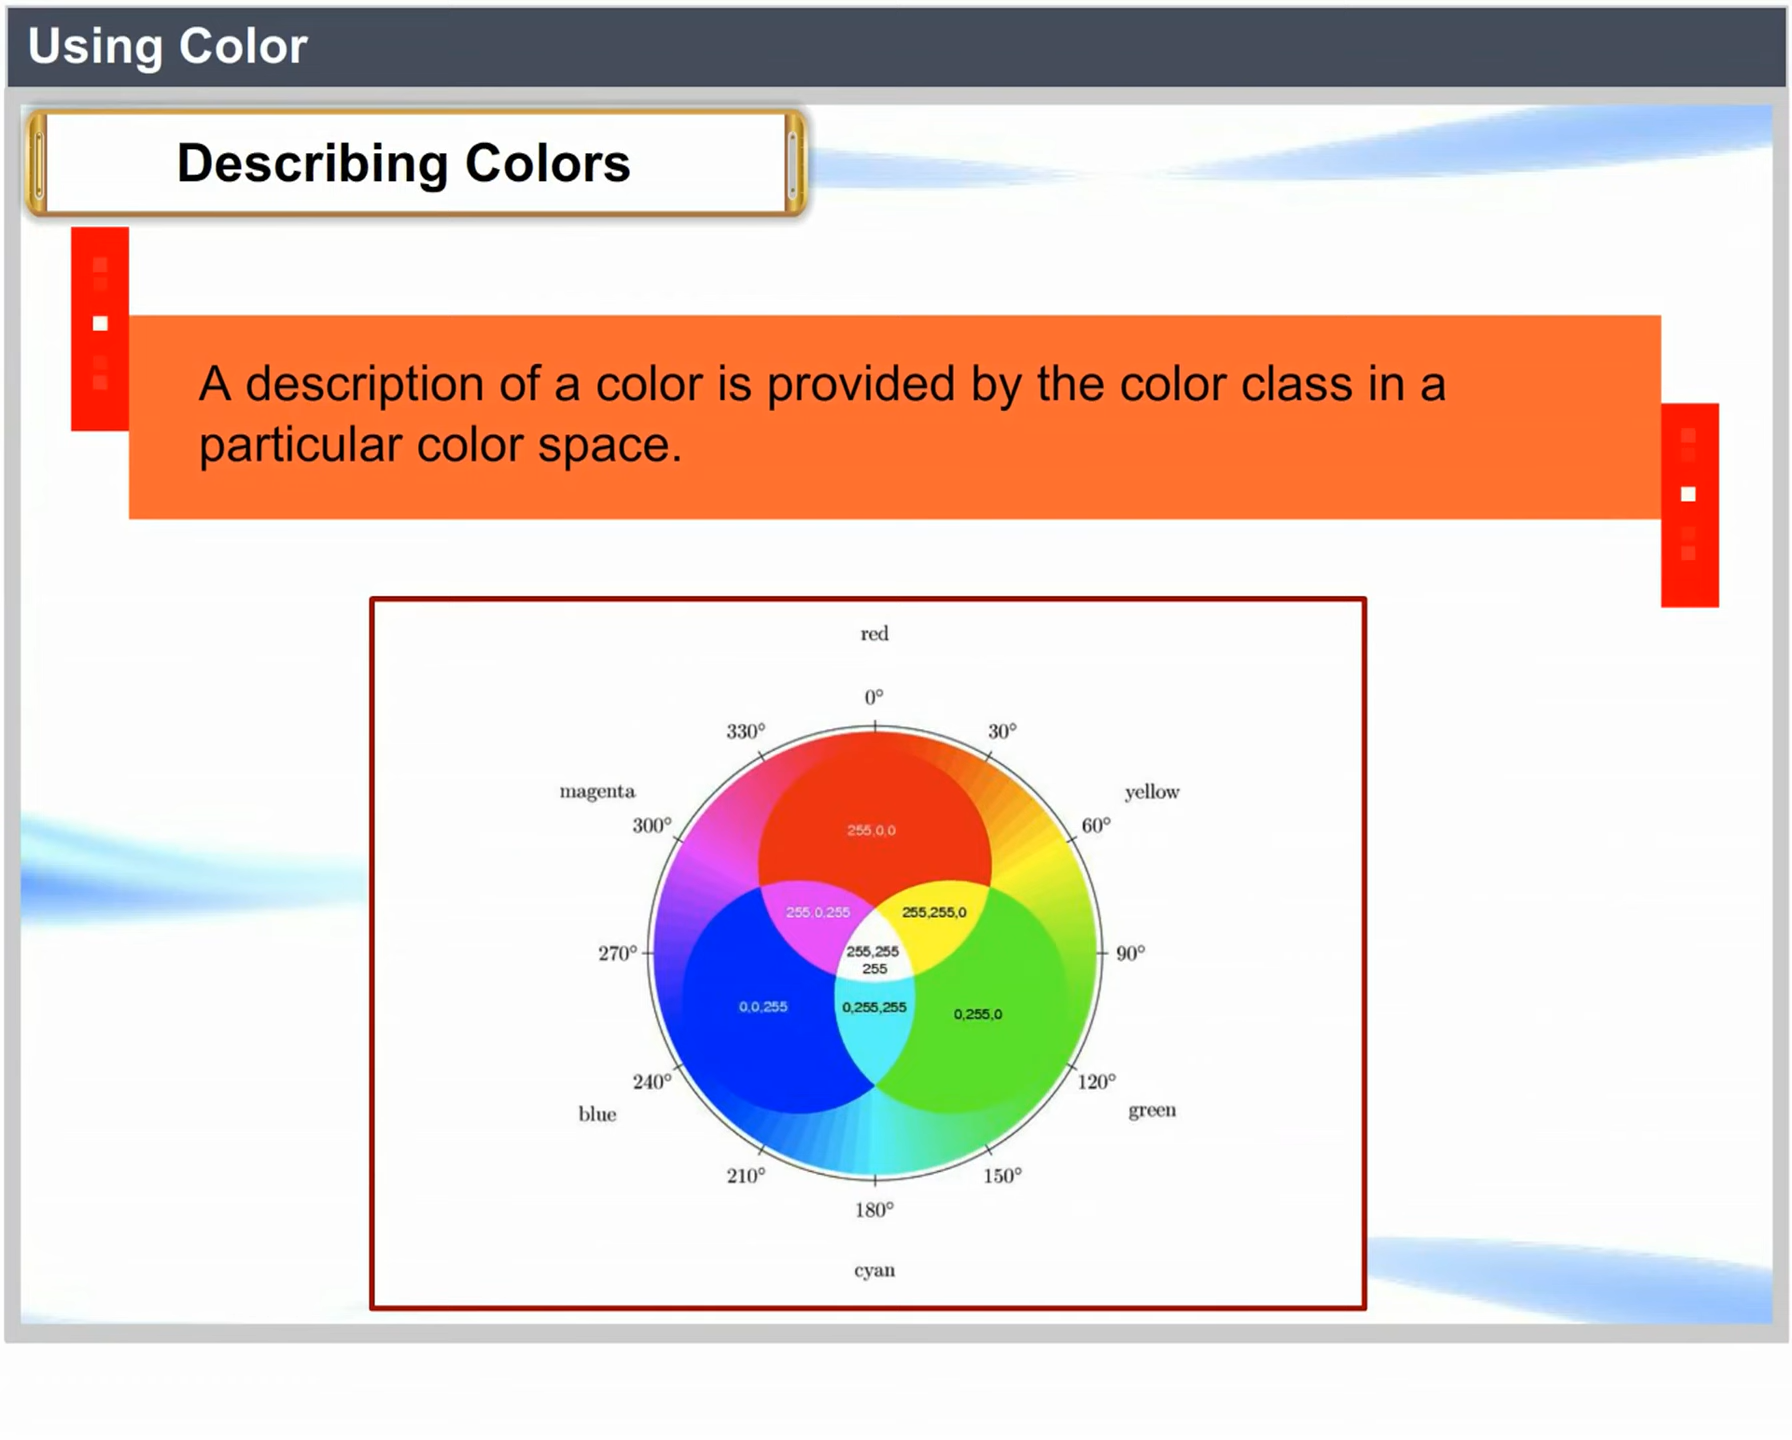 Using Color
Describing Colors
A description of a color is provided by the color class in a
particular color space.
red
0°
330°
30°
magenta
yellow
300°
60°
255,0,0
255,0,255
255,255,0
255,255
255
270°
90°
0,0,255
0,255,255
0,255,0
240°
120°
blue
green
210°
150°
180°
cyan